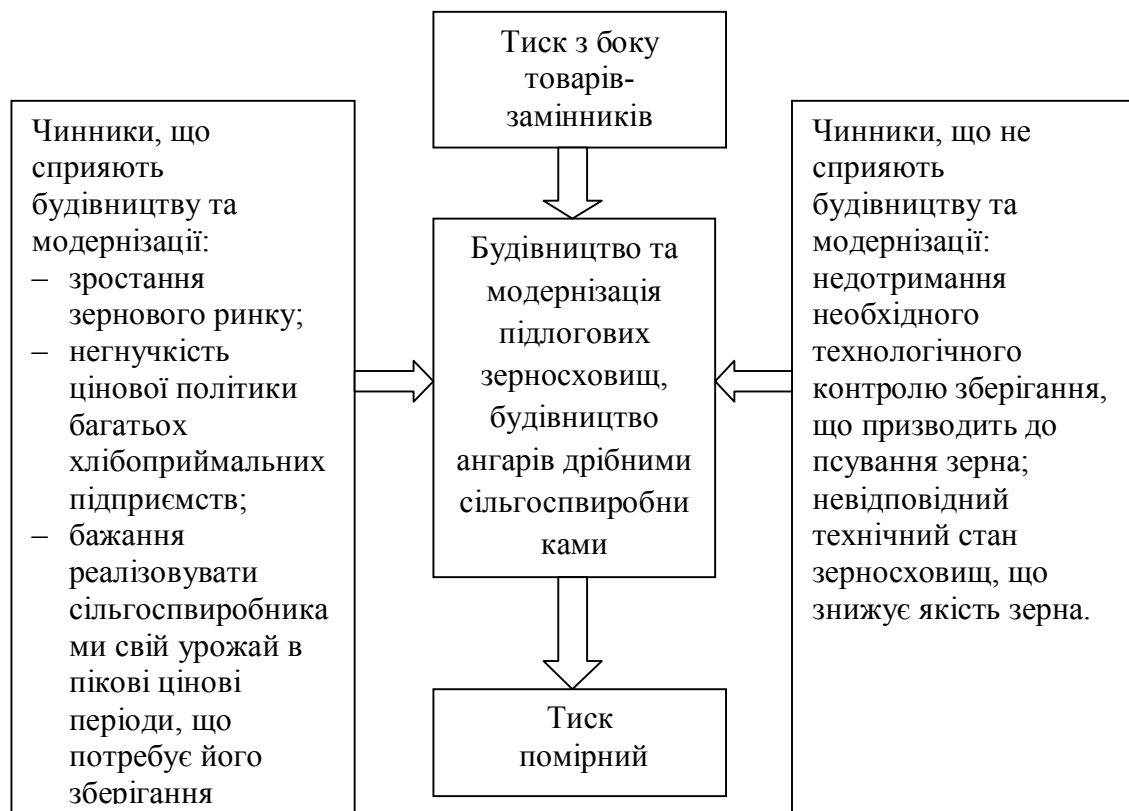 Тиск з боку
товарів-
замінників
Чинники, що
сприяють
будівництву та
модернізації:
– зростання
зернового ринку;
– негнучкість
цінової політики
багатьох
хлібоприймальних
підприємств;
– бажання
реалізовувати
сільгоспвиробника
ми свій урожай в
пікові цінові
періоди, що
потребує його
зберігання
Будівництво та
модернізація
підлогових
зерносховищ,
будівництво
ангарів дрібними
сільгоспвиробни
ками
Чинники, що не
сприяють
будівництву та
модернізації:
недотримання
необхідного
технологічного
контролю зберігання,
що призводить до
псування зерна;
невідповідний
технічний стан
зерносховищ, що
знижує якість зерна.
Тиск
помірний